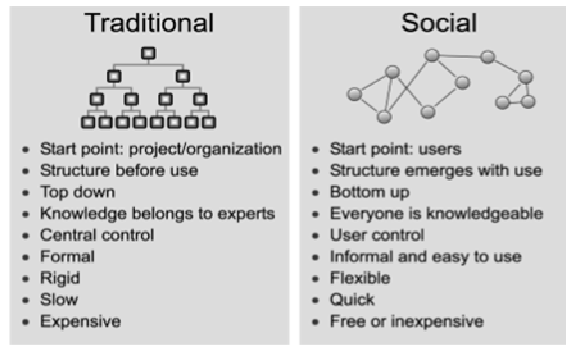 Traditional
• Start point: project/organization
• Structure before use
• Top down
• Knowledge belongs to experts
• Central control
• Formal
• Rigid
• Slow
• Expensive
Social
• Start point: users
• Structure emerges with use
• Bottom up
• Everyone is knowledgeable
• User control
• Informal and easy to use
• Flexible
• Quick
• Free or inexpensive